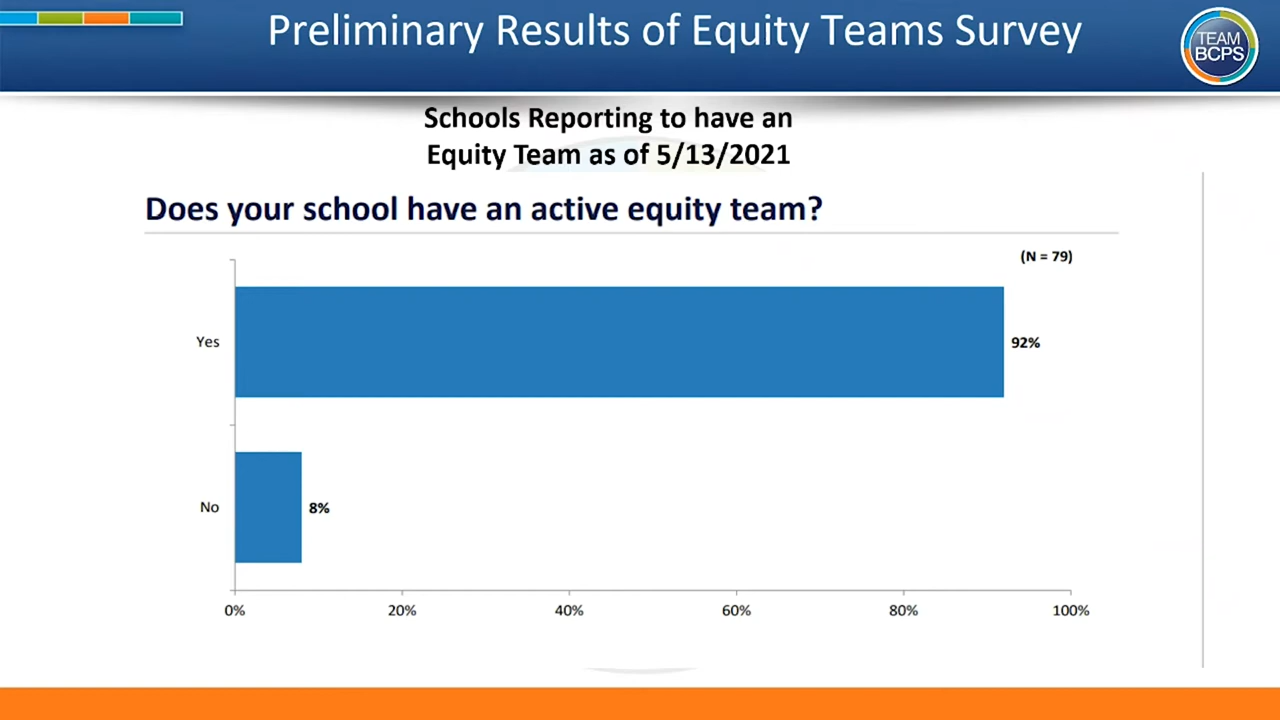 Preliminary Results of Equity Teams Survey
TEAM
BCPS
Schools Reporting to have an
Equity Team as of 5/13/2021
Does your school have an active equity team?
(N = 79)
Yes
92%
No
8%
0% 20% 40% 60% 80% 100%